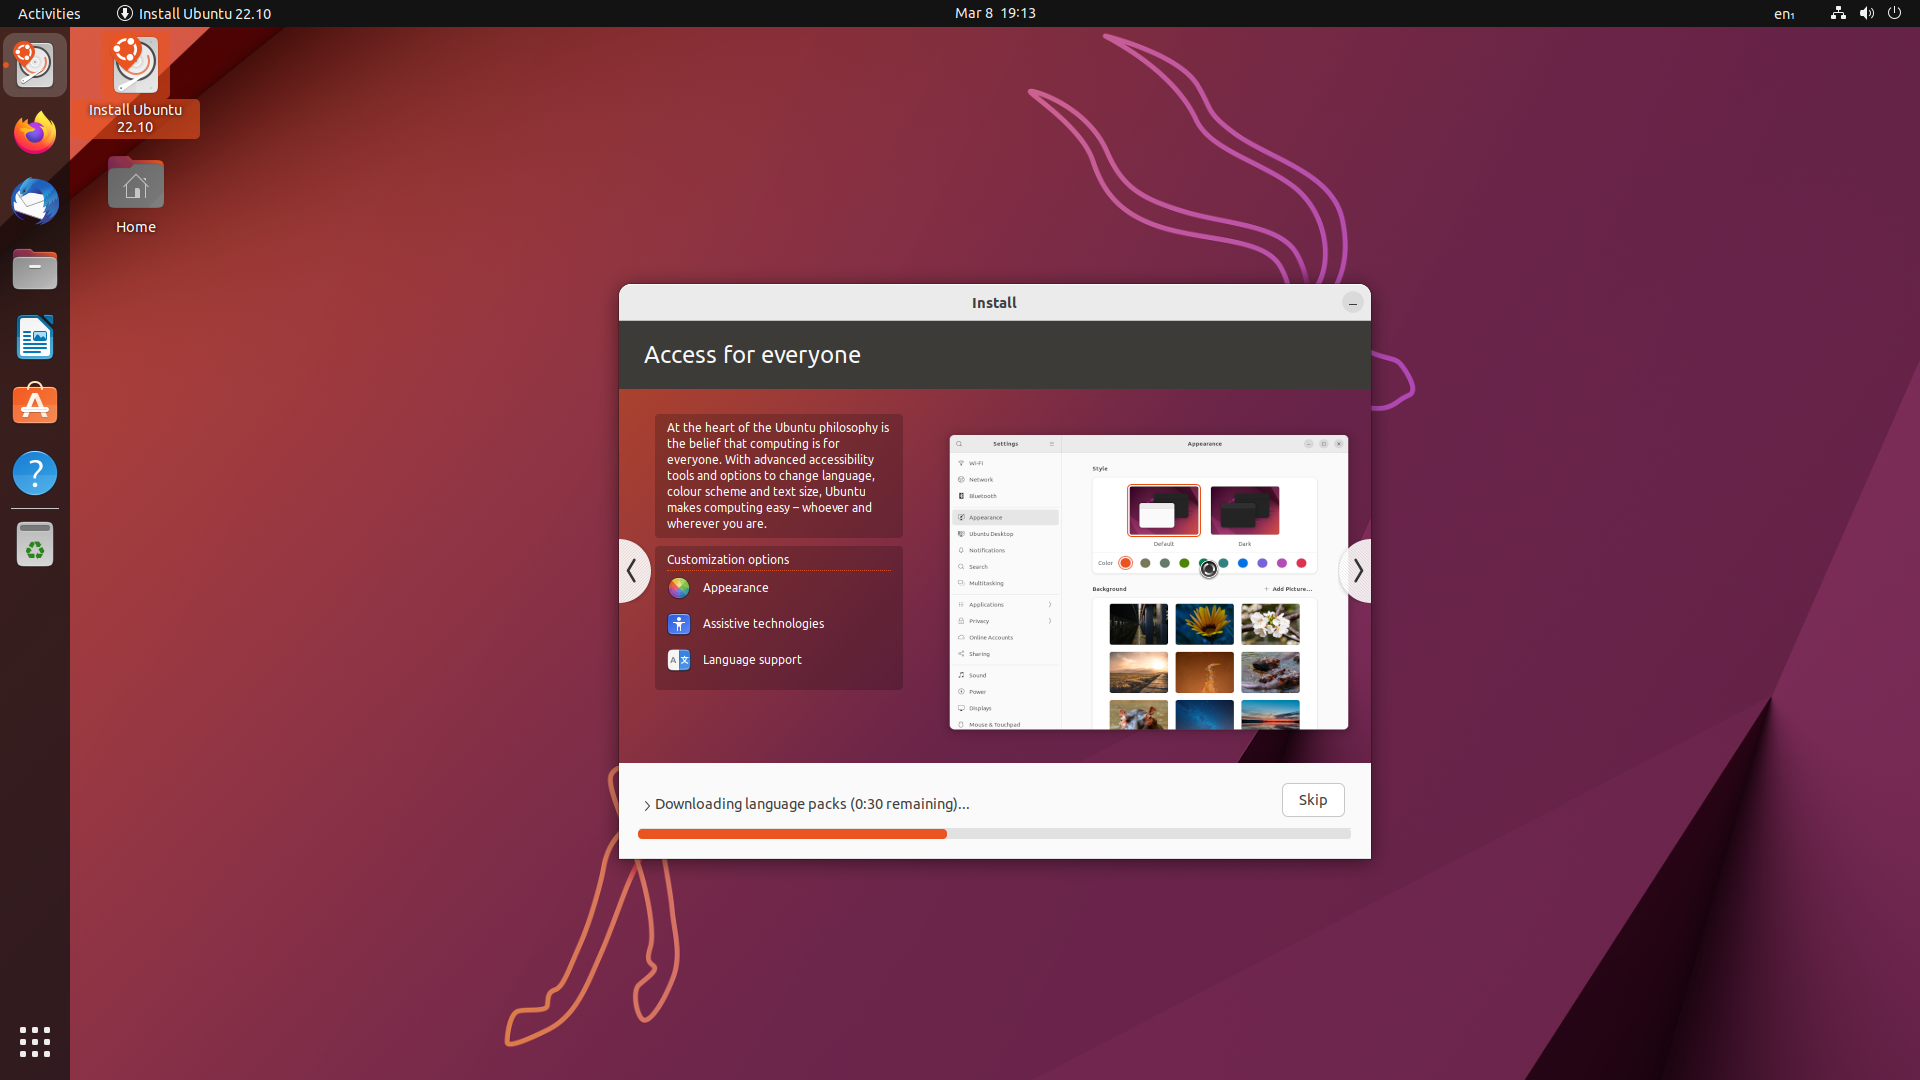 Activities
Install Ubuntu 22.10
Mar 8 19:13
en₁
Install Ubuntu
22.10
Home
Install
Access for everyone
At the heart of the Ubuntu philosophy is
the belief that computing is for
everyone. With advanced accessibility
tools and options to change language,
colour scheme and text size, Ubuntu
makes computing easy – whoever and
wherever you are.
Customization options
Appearance
Assistive technologies
Language support
Settings
Appearance
Wi-Fi
Network
Bluetooth
Appearance
Ubuntu Desktop
Notifications
Search
Multitasking
Applications
Privacy
Online Accounts
Sharing
Sound
Power
Displays
Mouse & Touchpad
Style
Default
Dark
Color
Background
+ Add Picture...
Downloading language packs (0:30 remaining)...
Skip